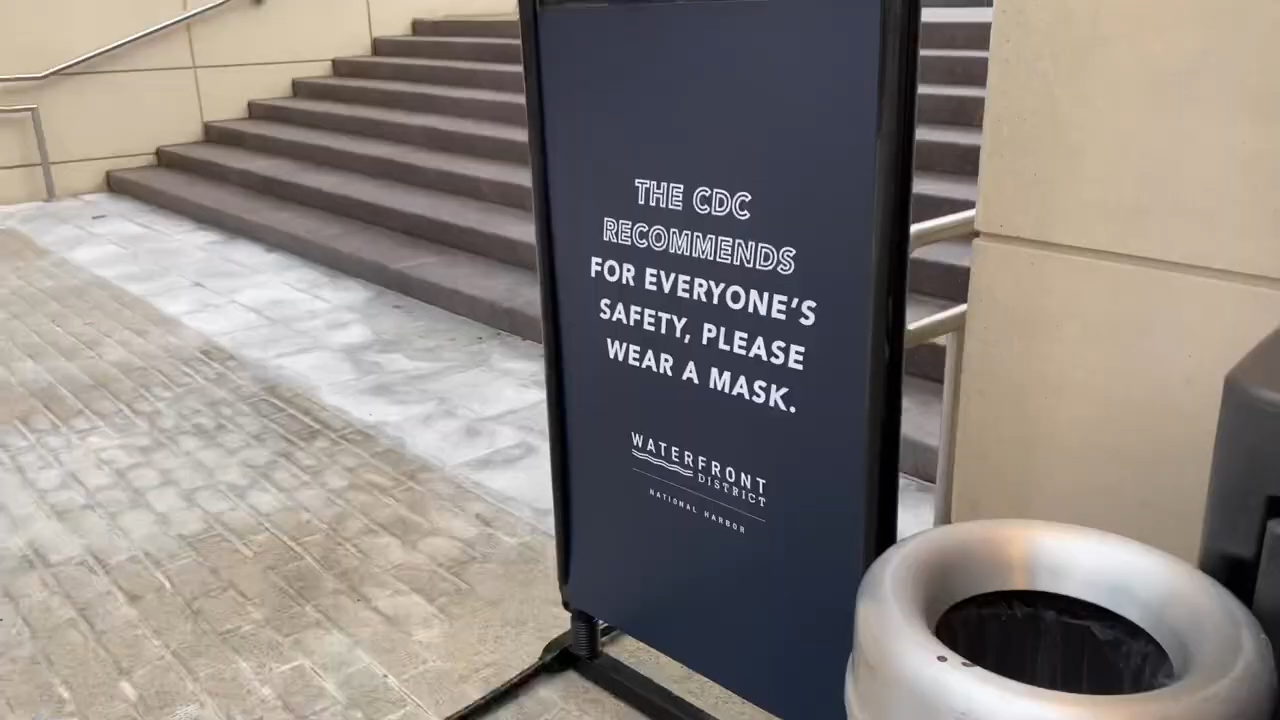 THE CDC
RECOMMENDS
FOR EVERYONE'S
SAFETY, PLEASE
WEAR A MASK.
WATERFRONT
DISTRICT
NATIONAL HARBOR